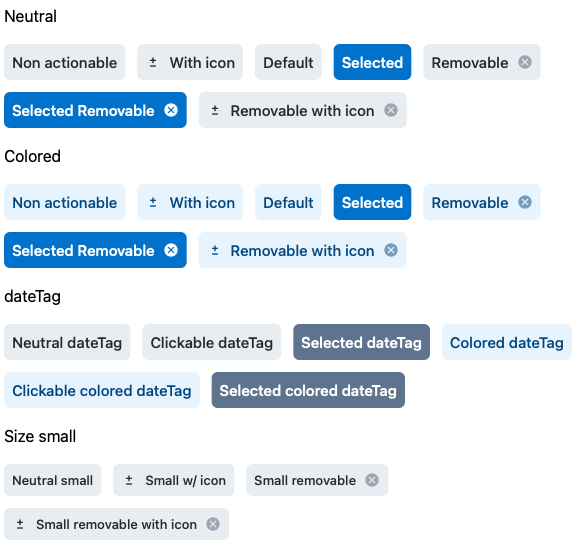 Neutral
Non actionable ± With icon Default Selected Removable
Selected Removable ± Removable with icon
Colored
Non actionable ± With icon Default Selected Removable
Selected Removable ± Removable with icon
dateTag
Neutral dateTag Clickable dateTag Selected dateTag Colored dateTag
Clickable colored dateTag Selected colored dateTag
Size small
Neutral small ± Small w/ icon Small removable
± Small removable with icon